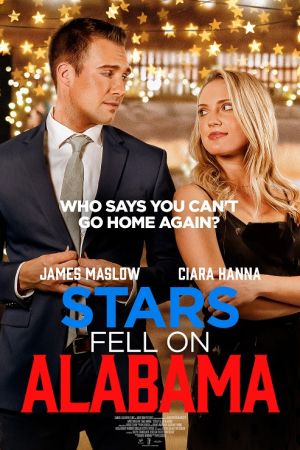 WHO SAYS YOU CAN'T
GO HOME AGAIN?
JAMES MASLOW CIARA HANNA
STARS
FELL ON
ALABAMA